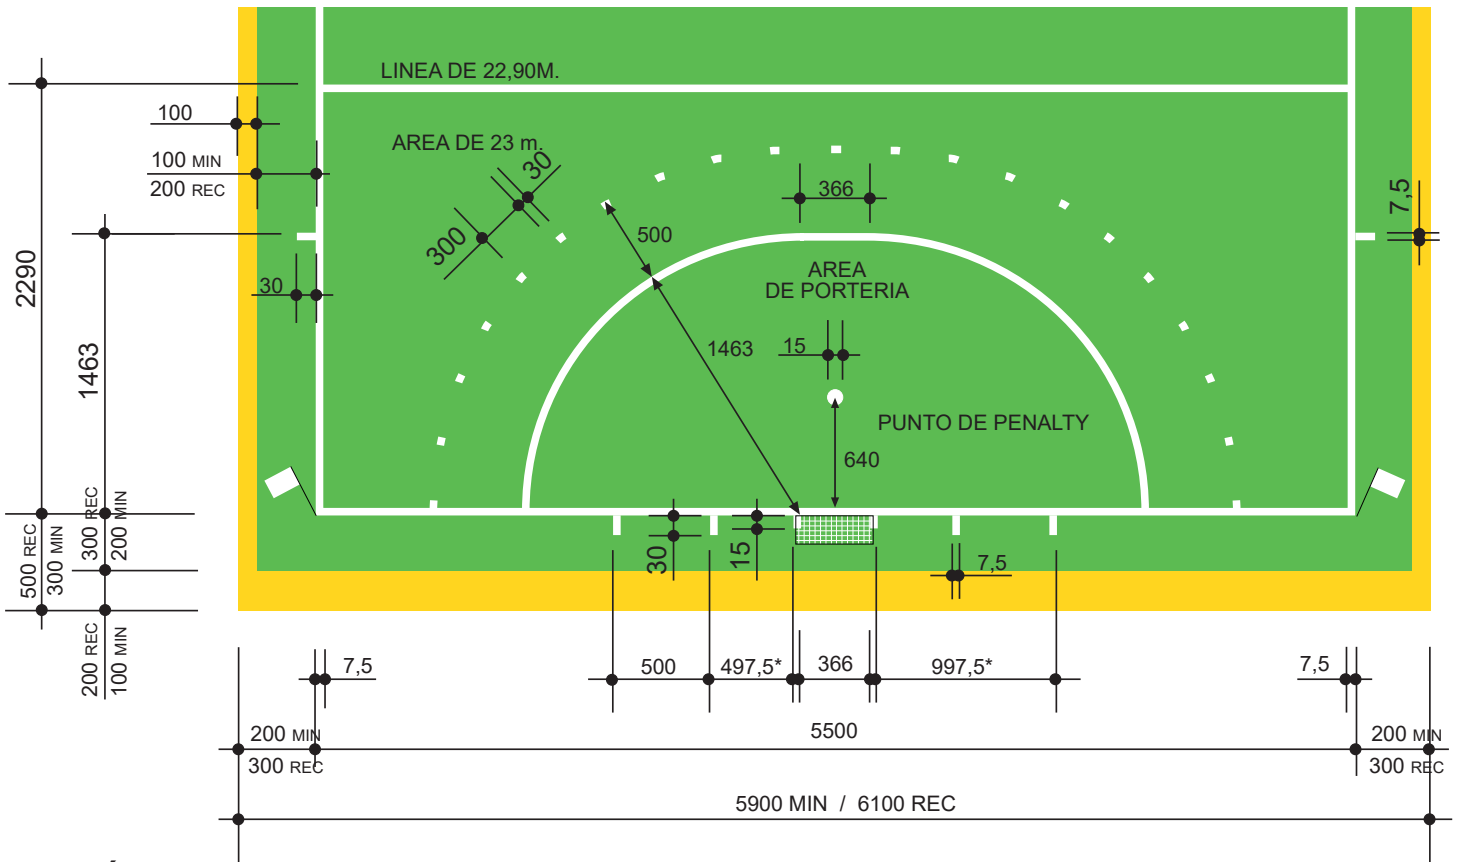 LINEA DE 22,90M.
100
AREA DE 23 m.
30
100 MIN
200 REC
366
7,5
300
500
2290
AREA
DE PORTERIA
30
1463
1463
15
PUNTO DE PENALTY
640
500 REC
300 MIN
300 REC
200 MIN
30
15
7,5
200 REC
100 MIN
7,5
500
497,5*
366
997,5*
7,5
200 MIN
300 REC
5500
200 MIN
300 REC
5900 MIN / 6100 REC